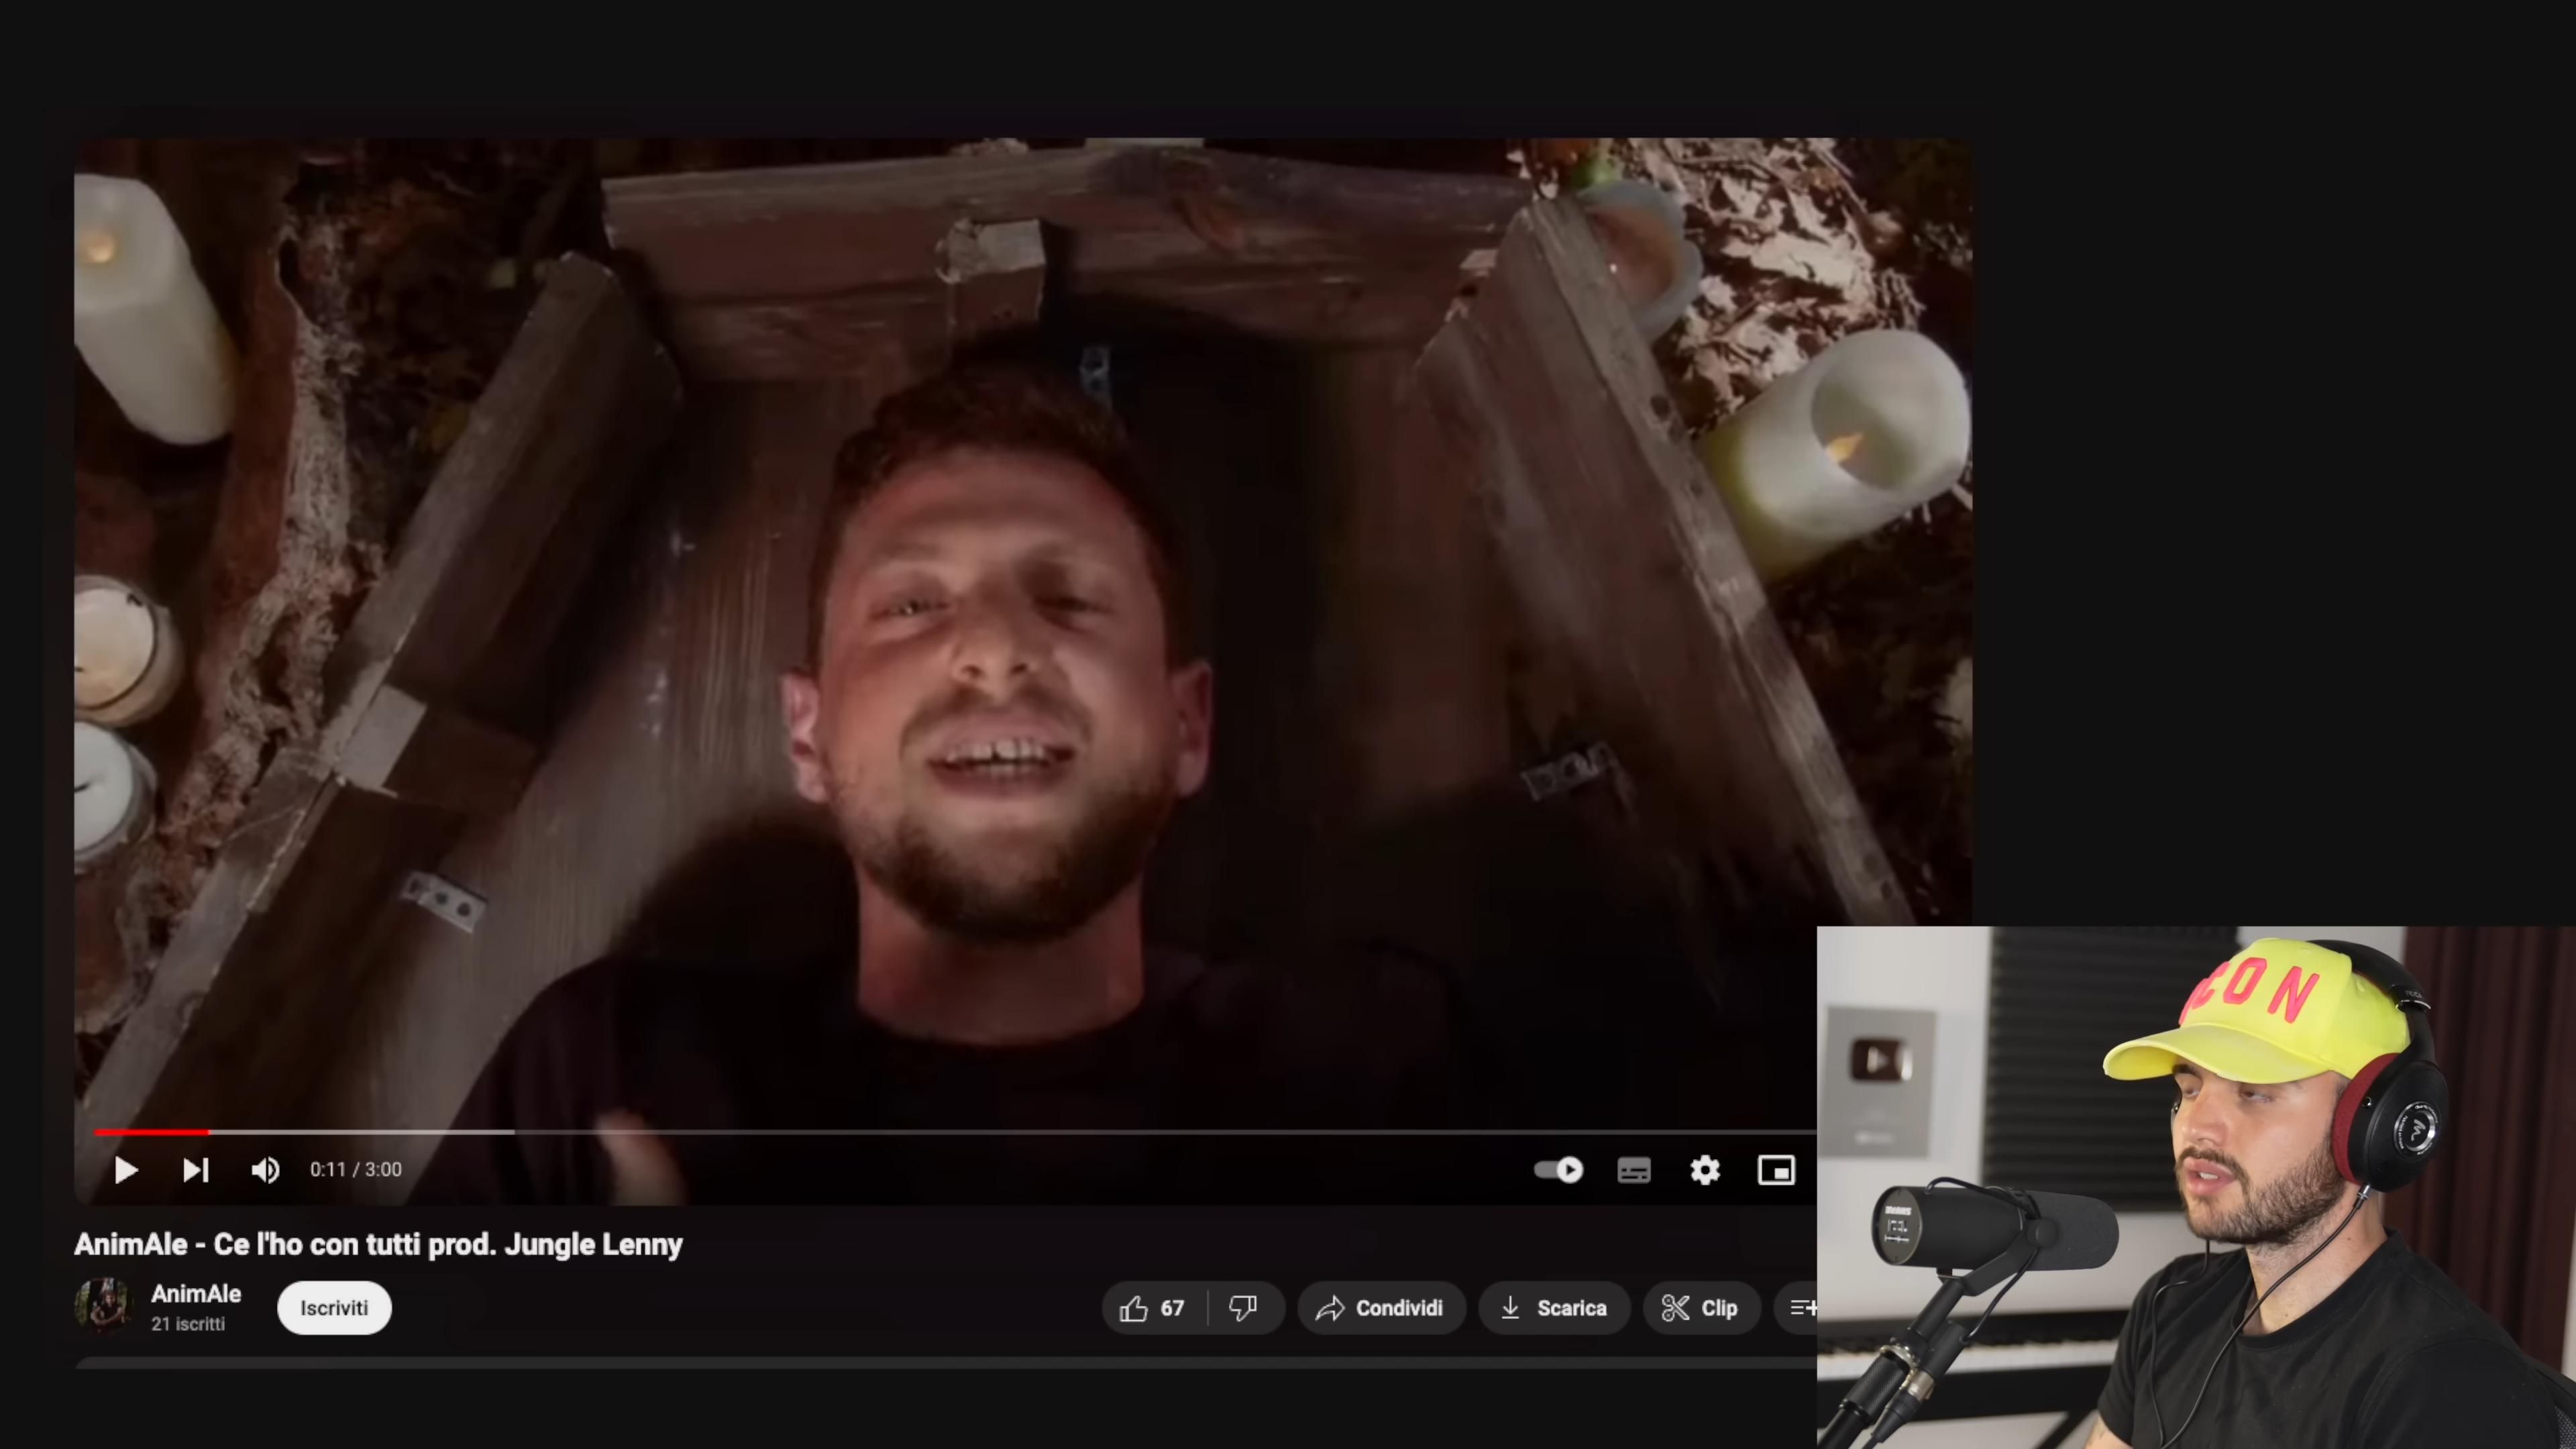 CON
0:11 / 3:00
AnimAle - Ce l'ho con tutti prod. Jungle Lenny
AnimAle
21 iscritti
Iscriviti
67
Condividi
Scarica
Clip